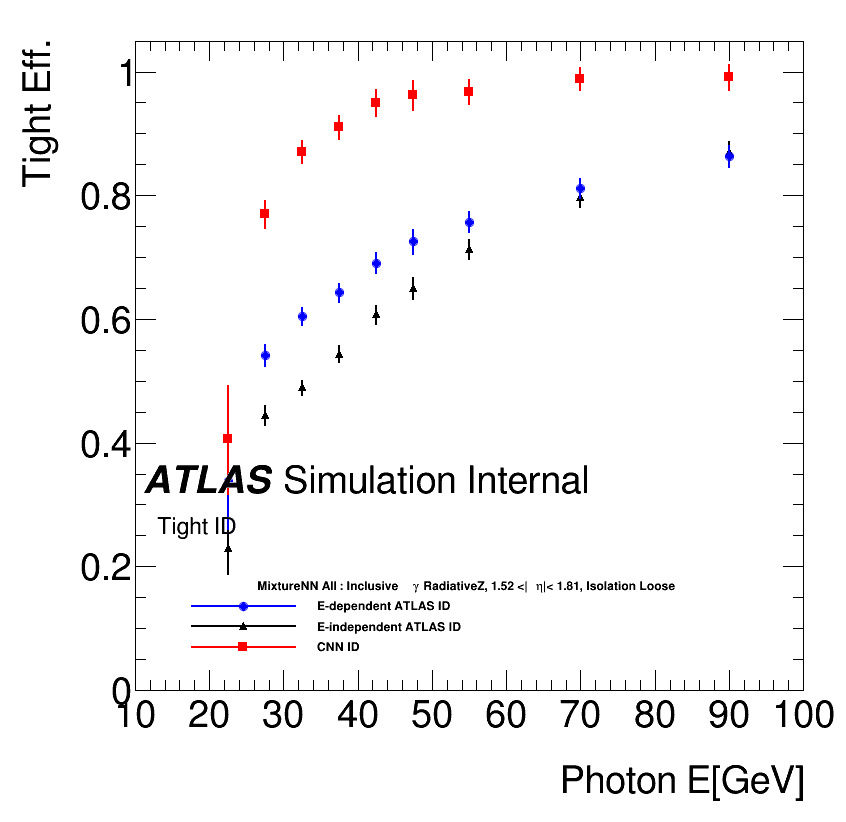 Tight Eff.
1
0.8
0.6
0.4
0.2
0
ATLAS Simulation Internal
Tight ID
MixtureNN All : Inclusive γ RadiativeZ, 1.52 <| η|< 1.81, Isolation Loose
E-dependent ATLAS ID
E-independent ATLAS ID
CNN ID
10 20 30 40 50 60 70 80 90 100
Photon E[GeV]